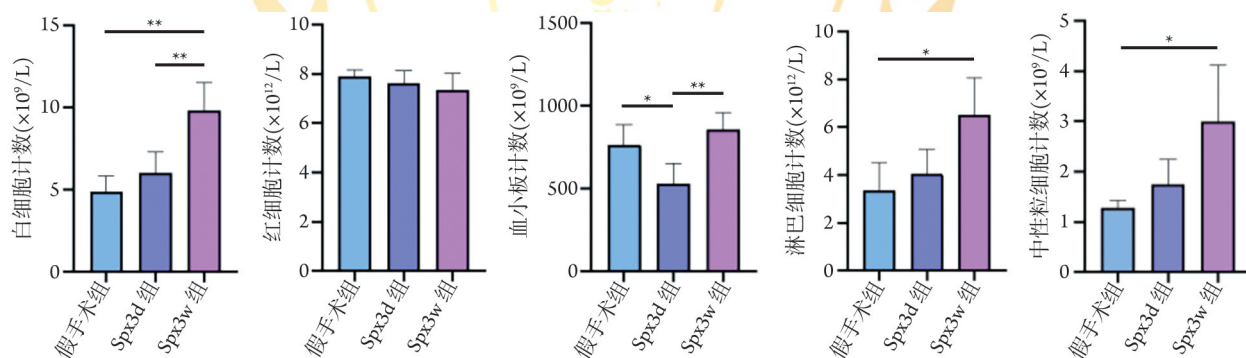 白细胞计数(×10⁹/L)
15
10
5
0
**
**
假手术组
Spx3d 组
Spx3w 组
红细胞计数(×10¹²/L)
10
8
6
4
2
0
假手术组
Spx3d 组
Spx3w 组
血小板计数(×10⁹/L)
1500
1000
500
0
*
**
假手术组
Spx3d 组
Spx3w 组
淋巴细胞计数(×10¹²/L)
10
8
6
4
2
0
*
假手术组
Spx3d 组
Spx3w 组
中性粒细胞计数(×10⁹/L)
5
4
3
2
1
0
*
假手术组
Spx3d 组
Spx3w 组